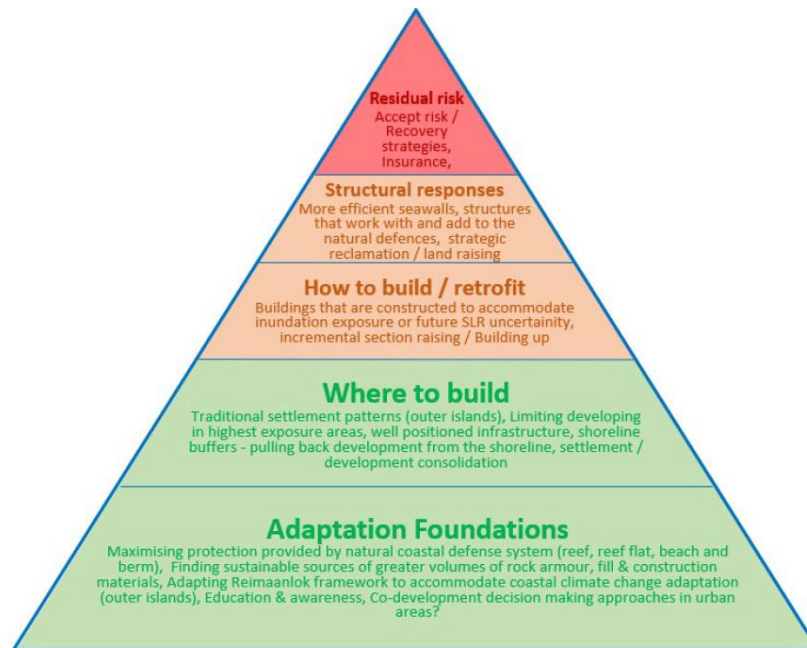 Residual risk
Accept risk /
Recovery
strategies,
Insurance,
Structural responses
More efficient seawalls, structures
that work with and add to the
natural defences, strategic
reclamation / land raising
How to build / retrofit
Buildings that are constructed to accommodate
inundation exposure or future SLR uncertainity,
incremental section raising / Building up
Where to build
Traditional settlement patterns (outer islands), Limiting developing
in highest exposure areas, well positioned infrastructure, shoreline
buffers - pulling back development from the shoreline, settlement /
development consolidation
Adaptation Foundations
Maximising protection provided by natural coastal defense system (reef, reef flat, beach and
berm), Finding sustainable sources of greater volumes of rock armour, fill & construction
materials, Adapting Reimaanlok framework to accommodate coastal climate change adaptation
(outer islands), Education & awareness, Co-development decision making approaches in urban
areas?